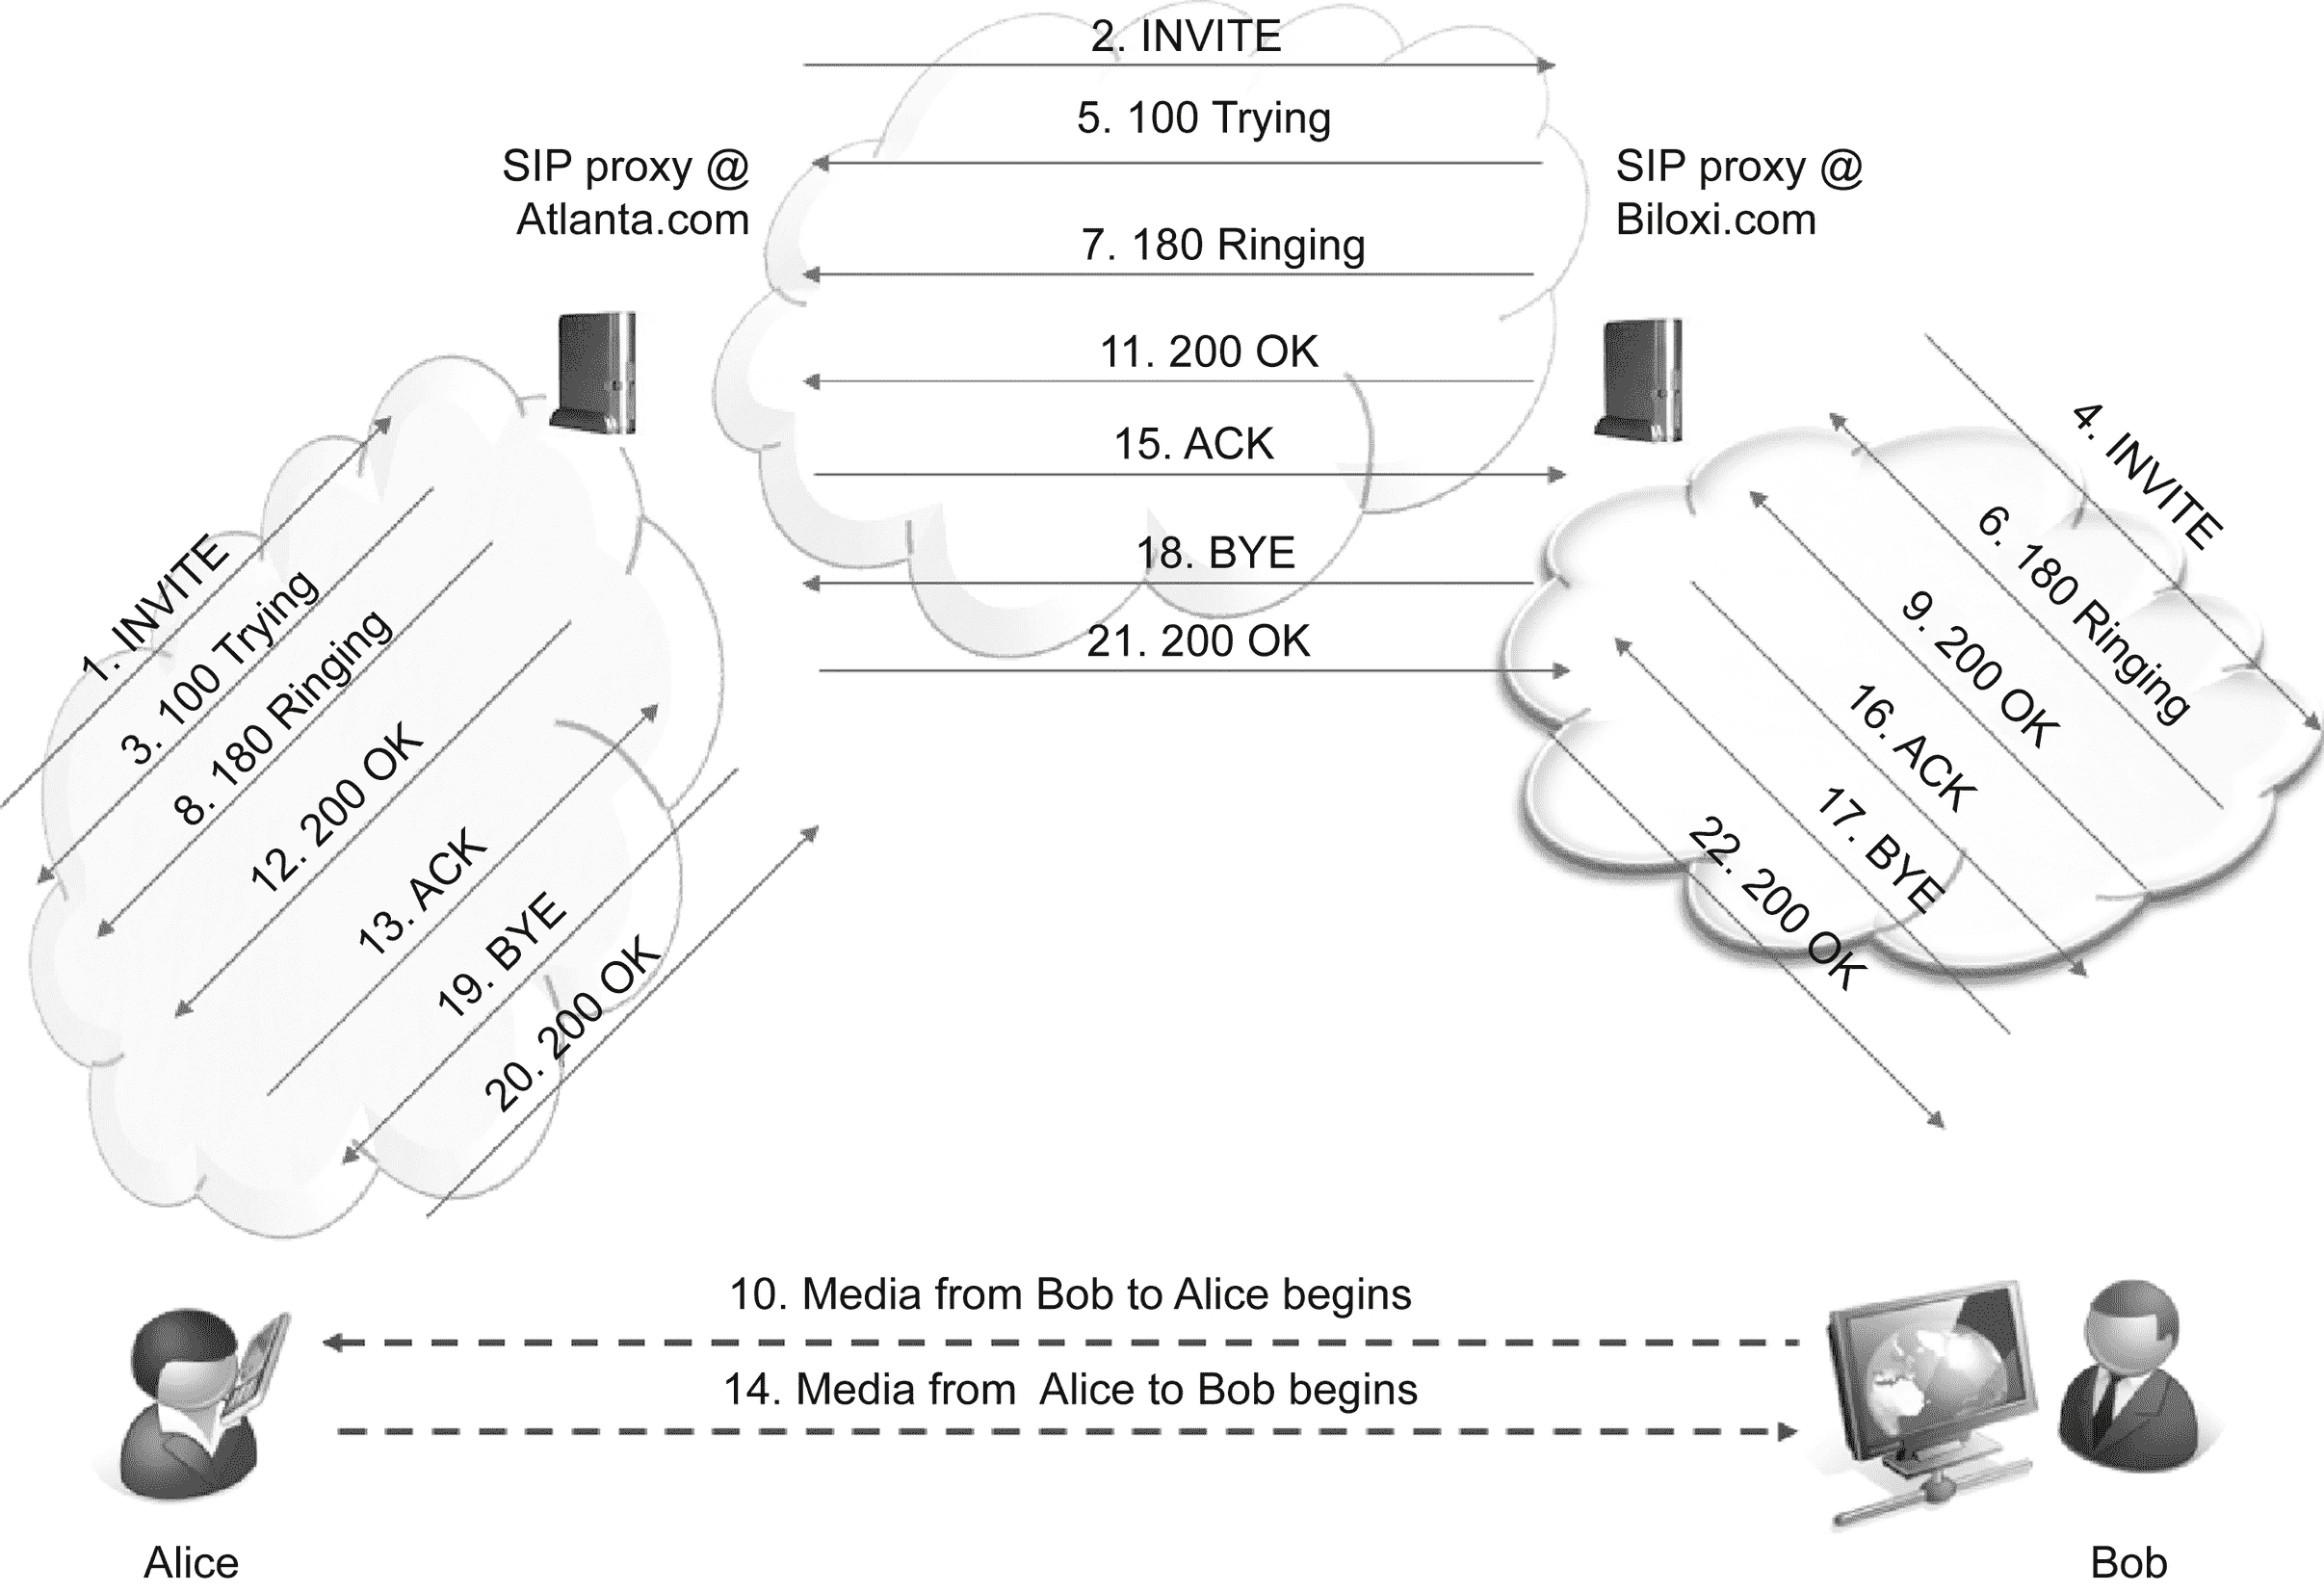 2. INVITE
5. 100 Trying
SIP proxy @
Atlanta.com
SIP proxy @
Biloxi.com
7. 180 Ringing
11. 200 OK
15. ACK
18. BYE
21. 200 OK
1. INVITE
3. 100 Trying
8. 180 Ringing
12. 200 OK
13. ACK
19. BYE
20. 200 OK
4. INVITE
6. 180 Ringing
9. 200 OK
16. ACK
17. BYE
22. 200 OK
10. Media from Bob to Alice begins
14. Media from Alice to Bob begins
Alice
Bob